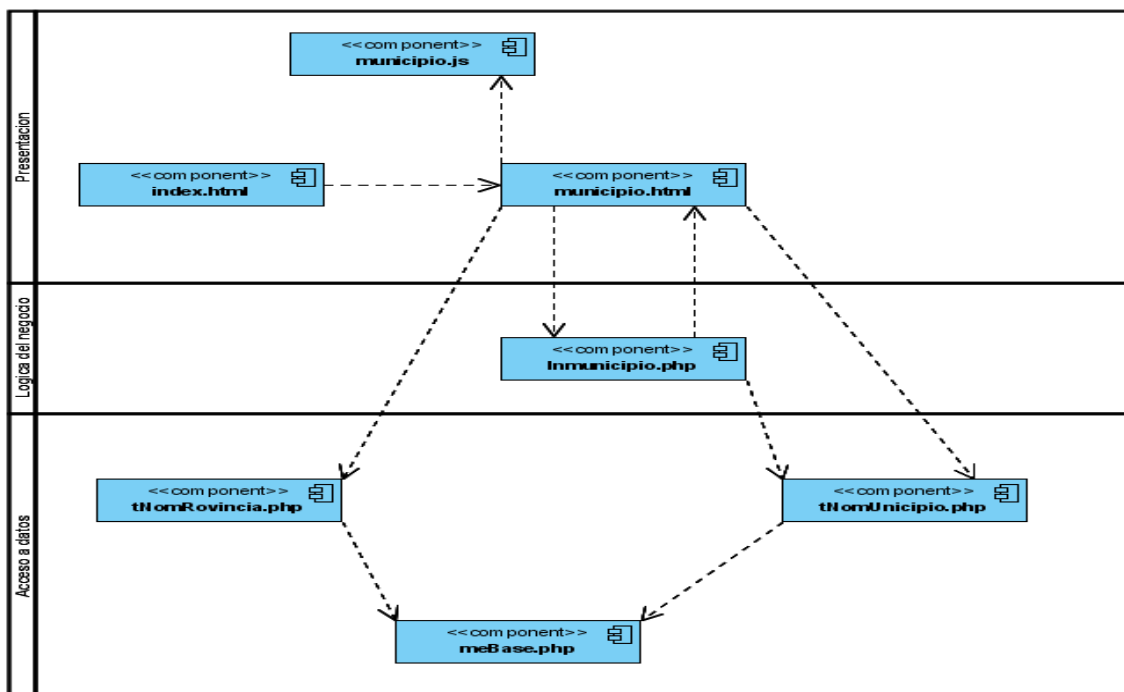 Presentacion
<<component>>
municipio.js
<<component>>
index.html
<<component>>
municipio.html
Logica del negocio
<<component>>
lnmunicipio.php
Acceso a datos
<<component>>
tNomRovincia.php
<<component>>
tNomUnicipio.php
<<component>>
meBase.php